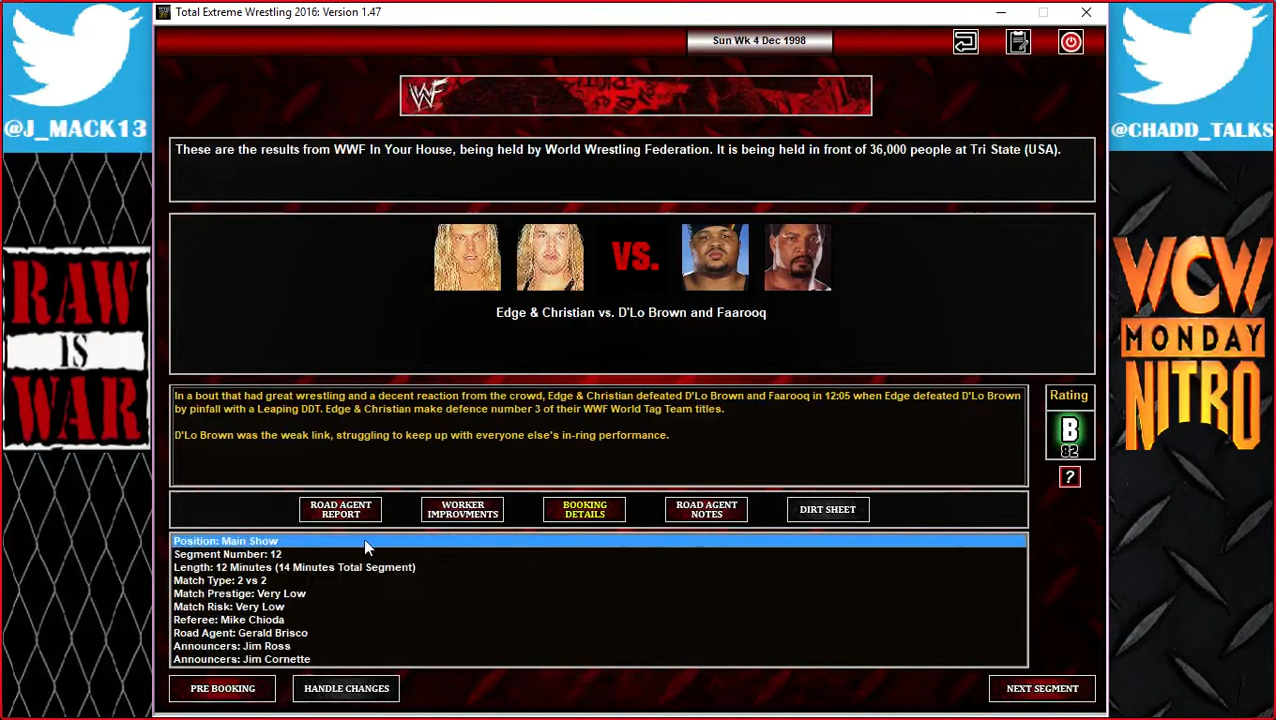 Total Extreme Wrestling 2016: Version 1.47
Sun Wk 4 Dec 1998
@J_MACK13
@CHADD_TALKS
These are the results from WWF In Your House, being held by World Wrestling Federation. It is being held in front of 36,000 people at Tri State (USA).
VS.
Edge & Christian vs. D'Lo Brown and Faarooq
RAW
IS
WAR
WCW
MONDAY
NITRO
In a bout that had great wrestling and a decent reaction from the crowd, Edge & Christian defeated D'Lo Brown and Faarooq in 12:05 when Edge defeated D'Lo Brown
by pinfall with a Leaping DDT. Edge & Christian make defence number 3 of their WWF World Tag Team titles.
D'Lo Brown was the weak link, struggling to keep up with everyone else's in-ring performance.
Rating
B
82
?
ROAD AGENT
REPORT
WORKER
IMPROVMENTS
BOOKING
DETAILS
ROAD AGENT
NOTES
DIRT SHEET
Position: Main Show
Segment Number: 12
Length: 12 Minutes (14 Minutes Total Segment)
Match Type: 2 vs 2
Match Prestige: Very Low
Match Risk: Very Low
Referee: Mike Chioda
Road Agent: Gerald Brisco
Announcers: Jim Ross
Announcers: Jim Cornette
PRE BOOKING
HANDLE CHANGES
NEXT SEGMENT